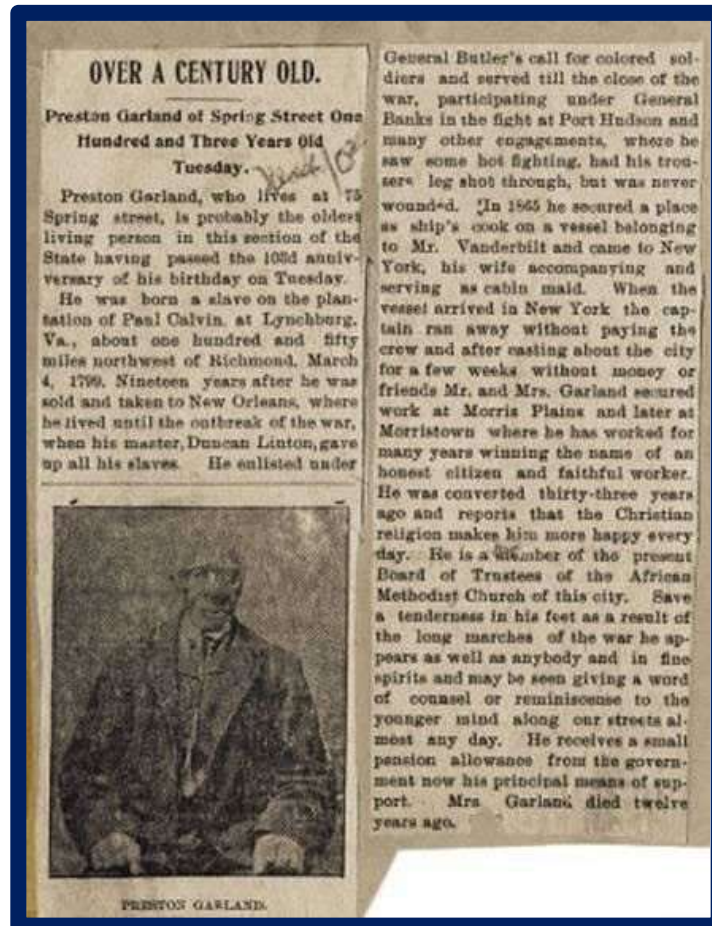 OVER A CENTURY OLD.
Preston Garland of Spring Street One
Hundred and Three Years Old
Tuesday.
Preston Garland, who lives at 75
Spring street, is probably the oldest
living person in this section of the
State having passed the 103d anniv-
versary of his birthday on Tuesday.
He was born a slave on the plan-
tation of Paul Calvin, at Lynchburg,
Va., about one hundred and fifty
miles northwest of Richmond, March
4, 1799. Nineteen years after he was
sold and taken to New Orleans, where
he lived until the outbreak of the war,
when his master, Duncan Linton, gave
up all his slaves. He enlisted under
PRESTON GARLAND.
General Butler's call for colored sol-
diers and served till the close of the
war, participating under General
Banks in the fight at Port Hudson and
many other engagements, where he
saw some hot fighting, had his trou-
sers leg shot through, but was never
wounded. In 1865 he secured a place
as ship's cook on a vessel belonging
to Mr. Vanderbilt and came to New
York, his wife accompanying and
serving as cabin maid. When the
vessel arrived in New York the cap-
tain ran away without paying the
crew and after casting about the city
for a few weeks without money or
friends Mr. and Mrs. Garland secured
work at Morris Plains and later at
Morristown where he has worked for
many years winning the name of an
honest citizen and faithful worker.
He was converted thirty-three years
ago and reports that the Christian
religion makes him more happy every
day. He is a member of the present
Board of Trustees of the African
Methodist Church of this city. Save
a tenderness in his feet as a result of
the long marches of the war he ap-
pears as well as anybody and in fine
spirits and may be seen giving a word
of counsel or reminiscense to the
younger mind along our streets al-
most any day. He receives a small
pension allowance from the govern-
ment now his principal means of sup-
port. Mrs Garland died twelve
years ago.